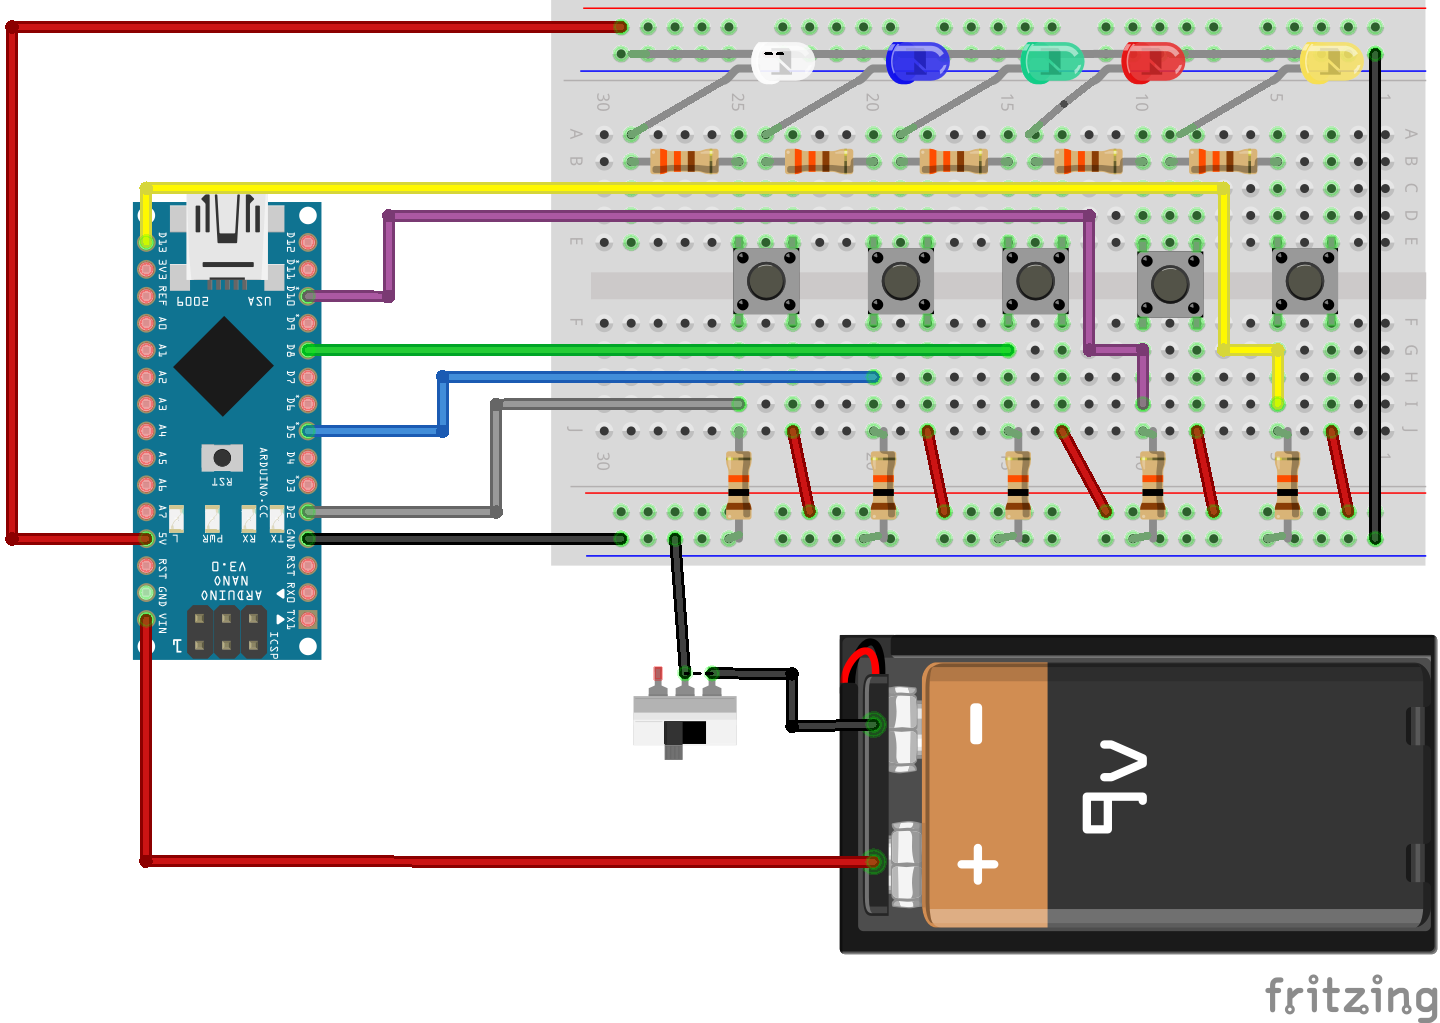 30
25
20
15
10
5
1
A
A
B
B
C
C
D
D
E
E
F
F
G
G
H
H
I
I
J
J
30
1
D13
3V3
REF
A0
A1
A2
A3
A4
A5
A6
A7
5V
RST
GND
VIN
D12
D11
D10
D9
D8
D7
D6
D5
D4
D3
D2
GND
RST
RX0
TX1
USA
2009
RST
ARDUINO.CC
L
PWR
RX
TX
ARDUINO
NANO
V3.0
ICSP
1
-
9V
+
fritzing